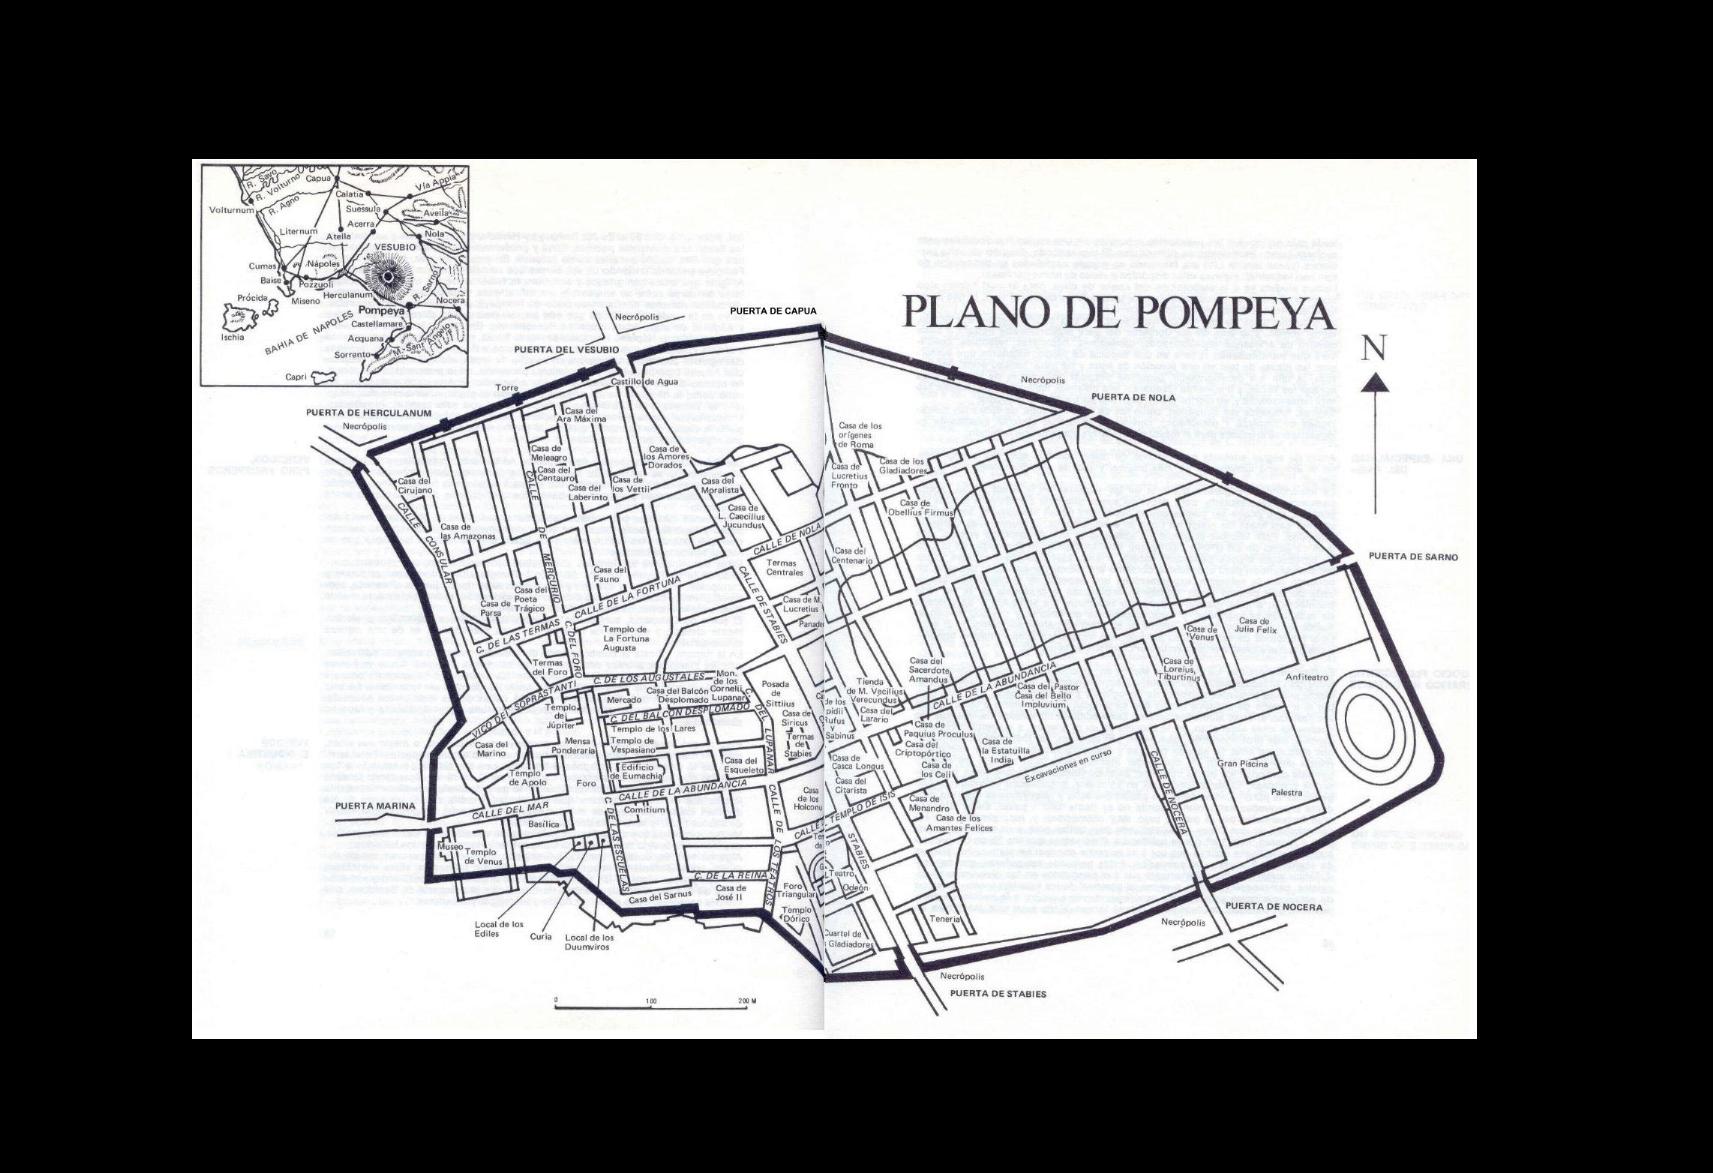 PLANO DE POMPEYA
N
R. Savo
Capua
R. Volturno
Volturnum
R. Agno
Calatia
Vía Appia
Suessula
Avella
Liternum
Acerra
Atella
Nola
VESUBIO
Cumas
Nápoles
Baiae
Pozzuoli
R. Sarno
Prócida
Miseno
Herculanum
Nocera
Pompeya
Ischia
BAHIA DE NAPOLES
Castellamare
Acquana
Sorrento
M. Sant Angelo
Capri
Necrópolis
PUERTA DE CAPUA
PUERTA DEL VESUBIO
Castillo de Agua
Torre
PUERTA DE HERCULANUM
Necrópolis
Necrópolis
PUERTA DE NOLA
PUERTA DE SARNO
Casa del
Ara Máxima
Casa de
Meleagro
Casa del
Centauro
Casa del
Laberinto
Casa de
los Vettii
Casa de
los Amores
Dorados
Casa del
Cirujano
CALLE CONSULAR
Casa de
las Amazonas
CALLE DE MERCURIO
Casa del
Moralista
Casa de
L. Caecilius
Jucundus
Casa de los
orígenes
de Roma
Casa de
Lucretius
Fronto
Casa de los
Gladiadores
Casa de
Obellius Firmus
CALLE DE NOLA
Casa del
Centenario
Termas
Centrales
CALLE DE STABIES
Casa de M.
Lucretius
Casa del
Fauno
CALLE DE LA FORTUNA
Casa del
Poeta
Trágico
Casa de
Pansa
C. DE LAS TERMAS
C. DEL FORO
Templo de
La Fortuna
Augusta
Termas
del Foro
C. DE LOS AUGUSTALES
Mon.
de los
Cornelii
Lupanar
VICO DEI SOPRASTANTI
Mercado
Casa del Balcón
Desplomado
C. DEL BALCON DESPLOMADO
C. DEL LUPANAR
Templo
de
Júpiter
Templo de los Lares
Mensa
Ponderaria
Templo de
Vespasiano
Casa del
Marino
Templo
de Apolo
Foro
Edificio
de Eumachia
Casa del
Esqueleto
Posada
de
Sittius
Casa de
Siricus
Termas
de
Stabies
CALLE DE LA ABUNDANCIA
PUERTA MARINA
CALLE DEL MAR
Basílica
Comitium
Museo
Templo
de Venus
C. DE LAS ESCUELAS
C. DE LA REINA
Casa del Sarnus
Casa de
José II
CALLE DE LOS TEATROS
Local de los
Ediles
Curia
Local de los
Duumviros
Tienda
de M. Vecilius
Verecundus
Casa del
Larario
Casa del
Sacerdote
Amandus
CALLE DE LA ABUNDANCIA
Casa del Pastor
Casa del Bello
Impluvium
Casa de
Paquius Proculus
Casa del
Criptopórtico
Casa de
los Ceii
Casa de
la Estatuilla
India
Excavaciones en curso
Casa de
Casca Longus
Casa del
Citarista
Casa de
Menandro
Casa de los
Amantes Felices
Casa de
Venus
Casa de
Julia Felix
Casa de
Loreius
Tiburtinus
Anfiteatro
Gran Piscina
Palestra
CALLE DE NOCERA
TEMPLO DE ISIS
STABIES
Teatro
Odeón
Foro
Triangular
Templo
Dórico
Cuartel de
Gladiadores
Tenería
Necrópolis
PUERTA DE STABIES
Necrópolis
PUERTA DE NOCERA
0 100 200 M